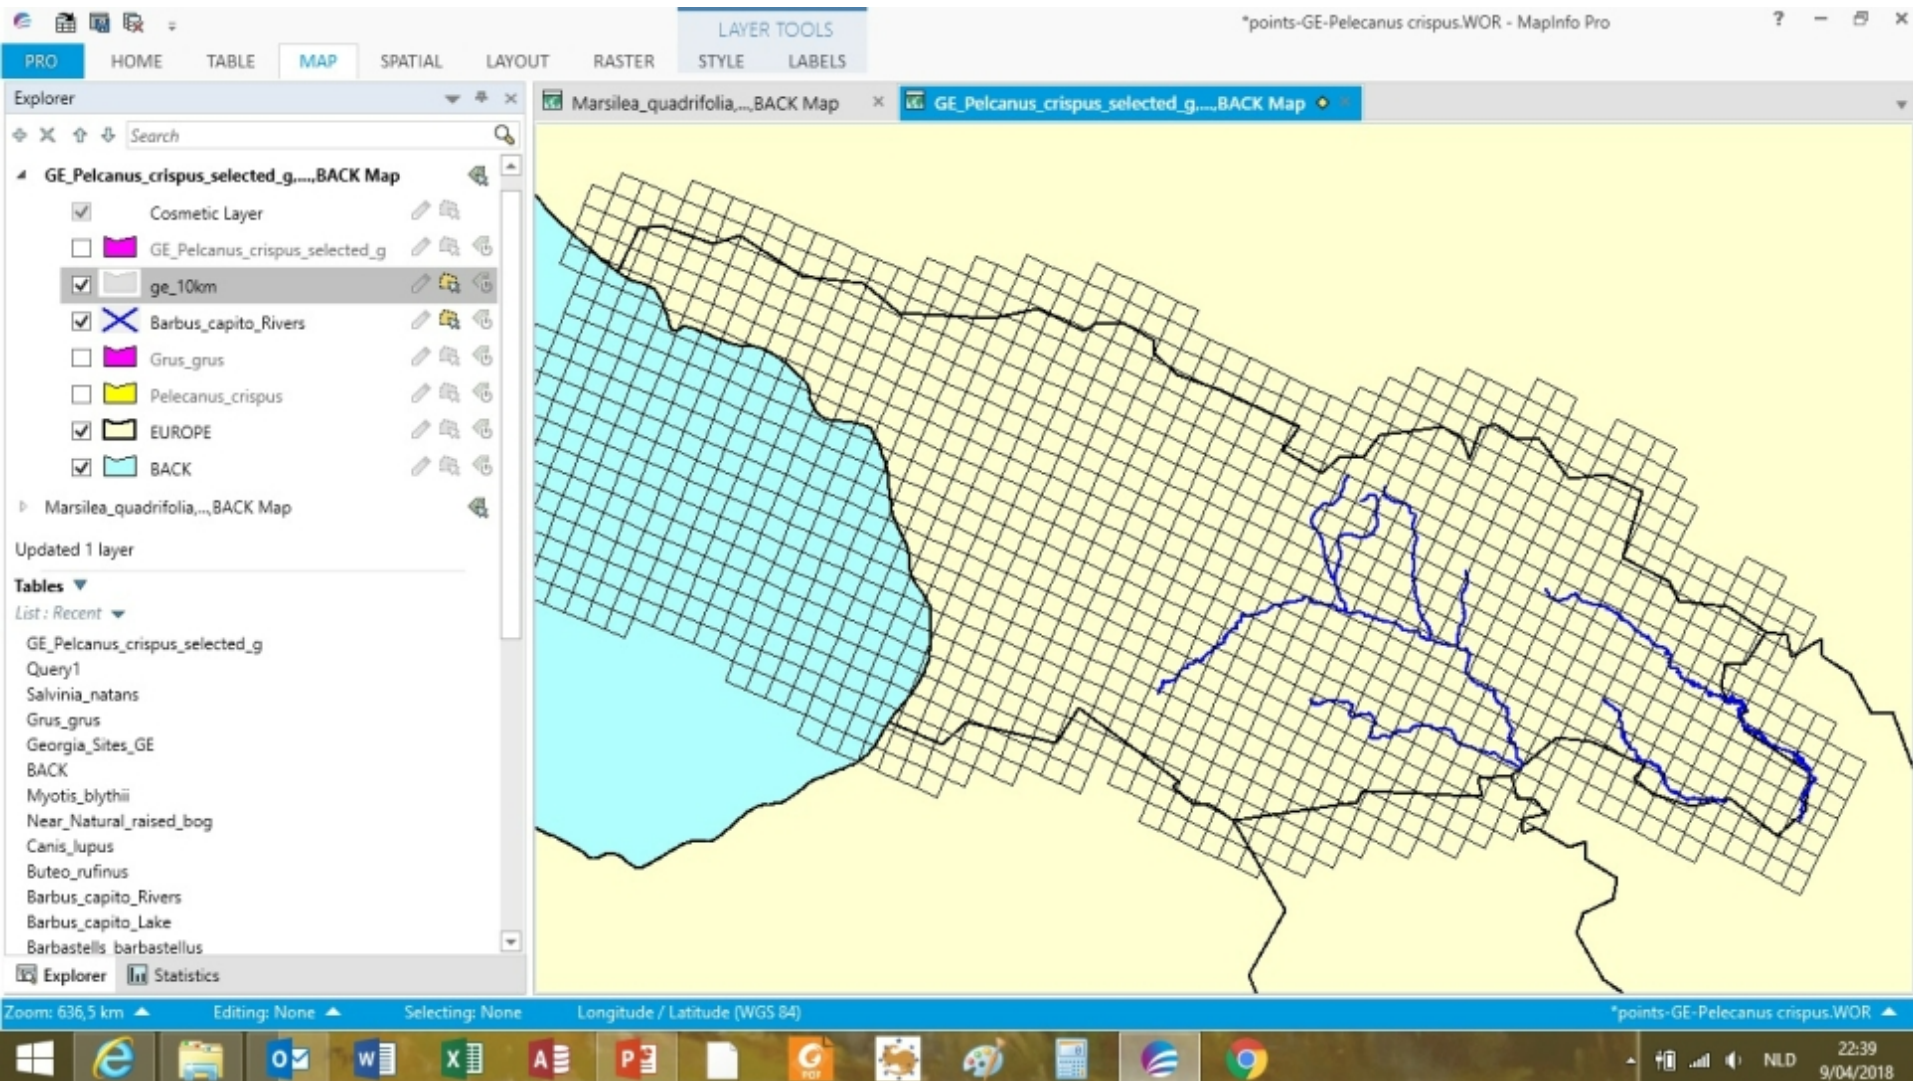 *points-GE-Pelecanus crispus.WOR - MapInfo Pro
LAYER TOOLS
PRO HOME TABLE MAP SPATIAL LAYOUT RASTER STYLE LABELS
Explorer
Marsilea_quadrifolia,...,BACK Map
GE_Pelcanus_crispus_selected_g,...,BACK Map
Search
GE_Pelcanus_crispus_selected_g,...,BACK Map
Cosmetic Layer
GE_Pelcanus_crispus_selected_g
ge_10km
Barbus_capito_Rivers
Grus_grus
Pelecanus_crispus
EUROPE
BACK
Marsilea_quadrifolia,...,BACK Map
Updated 1 layer
Tables
List : Recent
GE_Pelcanus_crispus_selected_g
Query1
Salvinia_natans
Grus_grus
Georgia_Sites_GE
BACK
Myotis_blythii
Near_Natural_raised_bog
Canis_lupus
Buteo_rufinus
Barbus_capito_Rivers
Barbus_capito_Lake
Barbastells_barbastellus
Explorer Statistics
Zoom: 636,5 km Editing: None Selecting: None Longitude / Latitude (WGS 84) *points-GE-Pelecanus crispus.WOR
NLD
22:39
9/04/2018